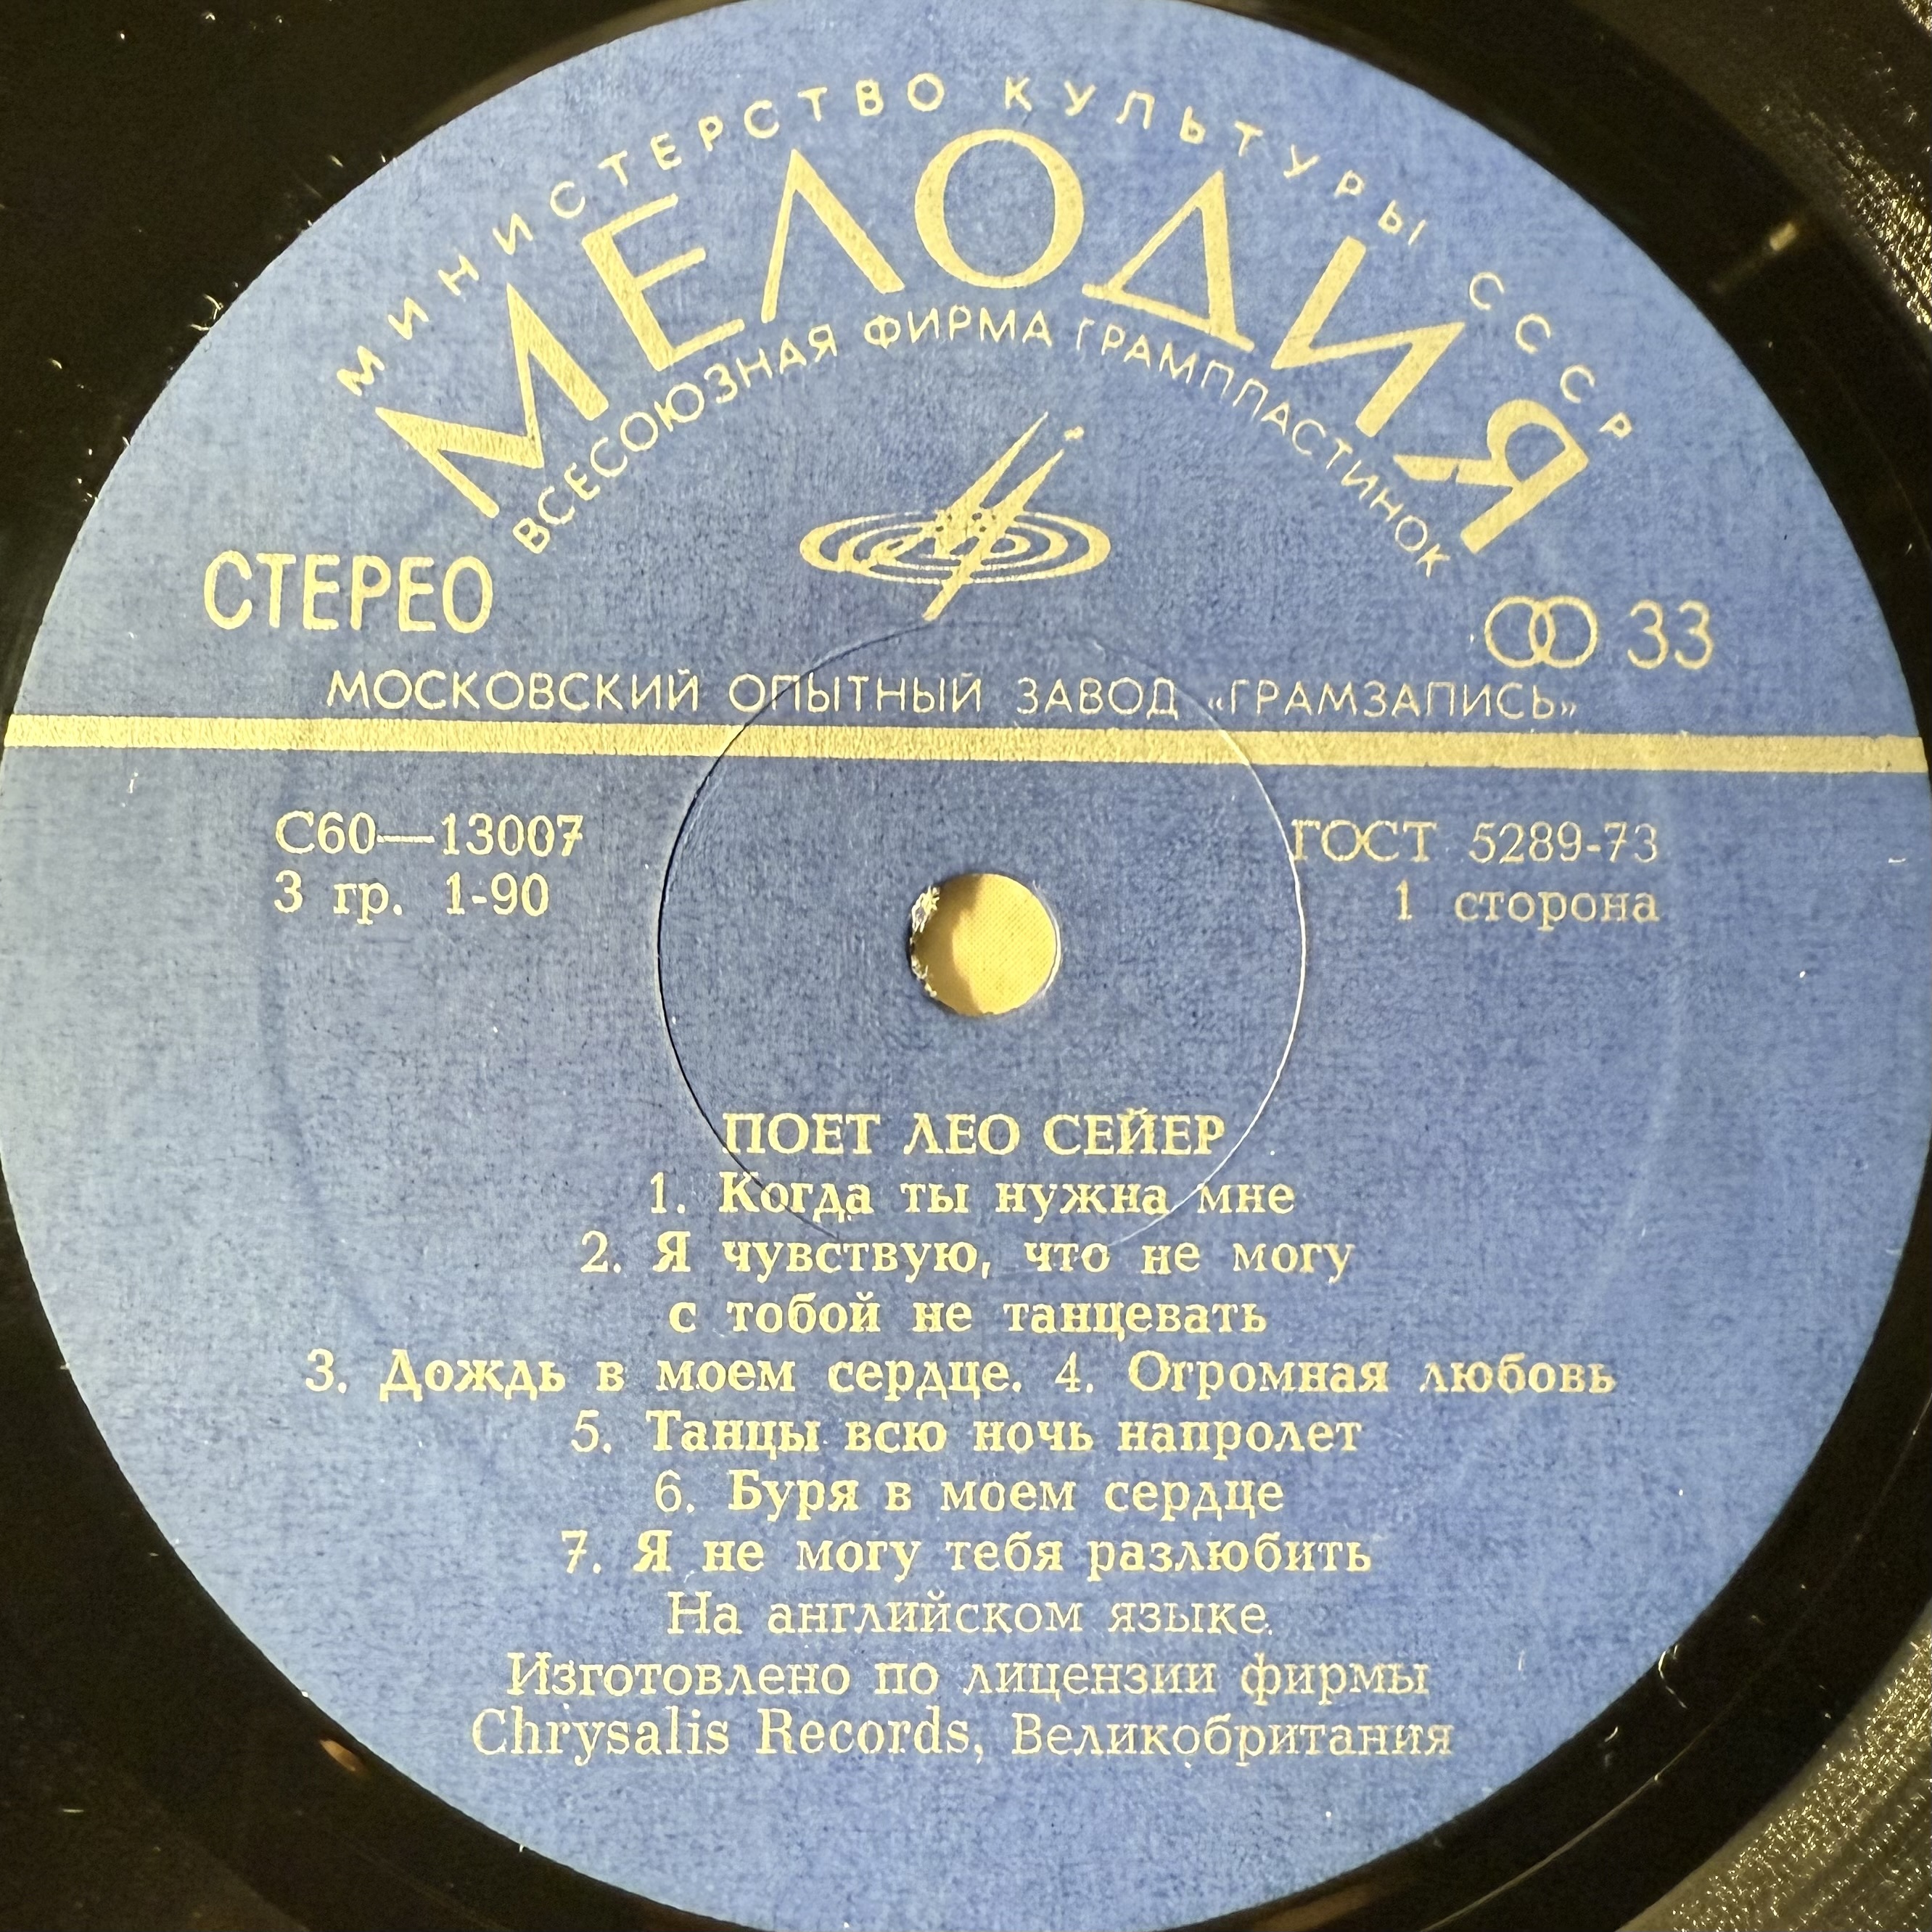 МИНИСТЕРСТВО КУЛЬТУРЫ СССР
МЕЛОДИЯ
ВСЕСОЮЗНАЯ ФИРМА ГРАМПЛАСТИНОК
СТЕРЕО
33
МОСКОВСКИЙ ОПЫТНЫЙ ЗАВОД «ГРАМЗАПИСЬ»
С60—13007
ГОСТ 5289-73
3 гр. 1-90
1 сторона
ПОЕТ ЛЕО СЕЙЕР
1. Когда ты нужна мне
2. Я чувствую, что не могу
с тобой не танцевать
3. Дождь в моем сердце. 4. Огромная любовь
5. Танцы всю ночь напролет
6. Буря в моем сердце
7. Я не могу тебя разлюбить
На английском языке.
Изготовлено по лицензии фирмы
Chrysalis Records, Великобритания